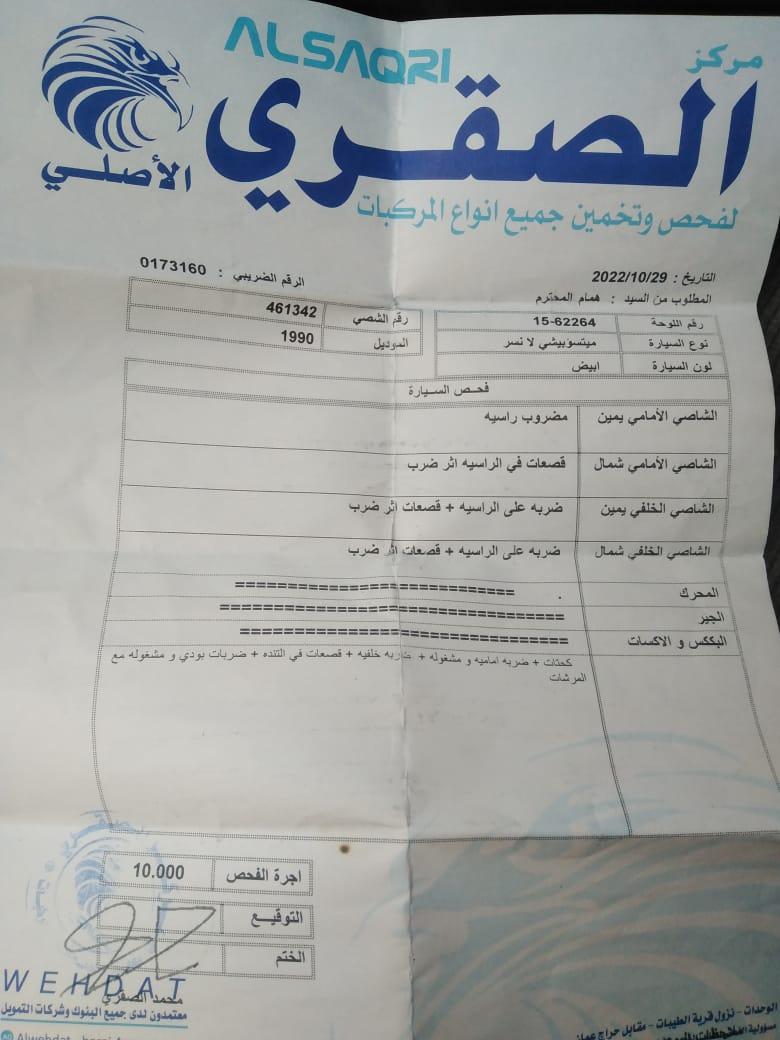 مركز
ALSAQRI
الصقري
الأصلي
لفحص وتخمين جميع انواع المركبات
التاريخ : 2022/10/29
الرقم الضريبي : 0173160
المطلوب من السيد : همام المحترم
رقم اللوحة 15-62264
رقم الشصي 461342
نوع السيارة ميتسوبيشي لا نسر
الموديل 1990
لون السيارة ابيض
فحص السيارة
الشاصي الأمامي يمين مضروب راسيه
الشاصي الأمامي شمال قصعات في الراسيه اثر ضرب
الشاصي الخلفي يمين ضربه على الراسيه + قصعات اثر ضرب
الشاصي الخلفي شمال ضربه على الراسيه + قصعات اثر ضرب
المحرك . ==========================
الجير ================================
البكس و الاكسات ===============================
كحتات + ضربه اماميه و مشغوله + ضربه خلفيه + قصعات في التنده + ضربات بودي و مشغوله مع
المرشات
اجرة الفحص 10.000
التوقيع
الختم
WEHDAT
محمد الصقري
معتمدون لدى جميع البنوك وشركات التمويل
الوحدات - نزول قرية الطيبات - مقابل حراج عمان
Alwehdat